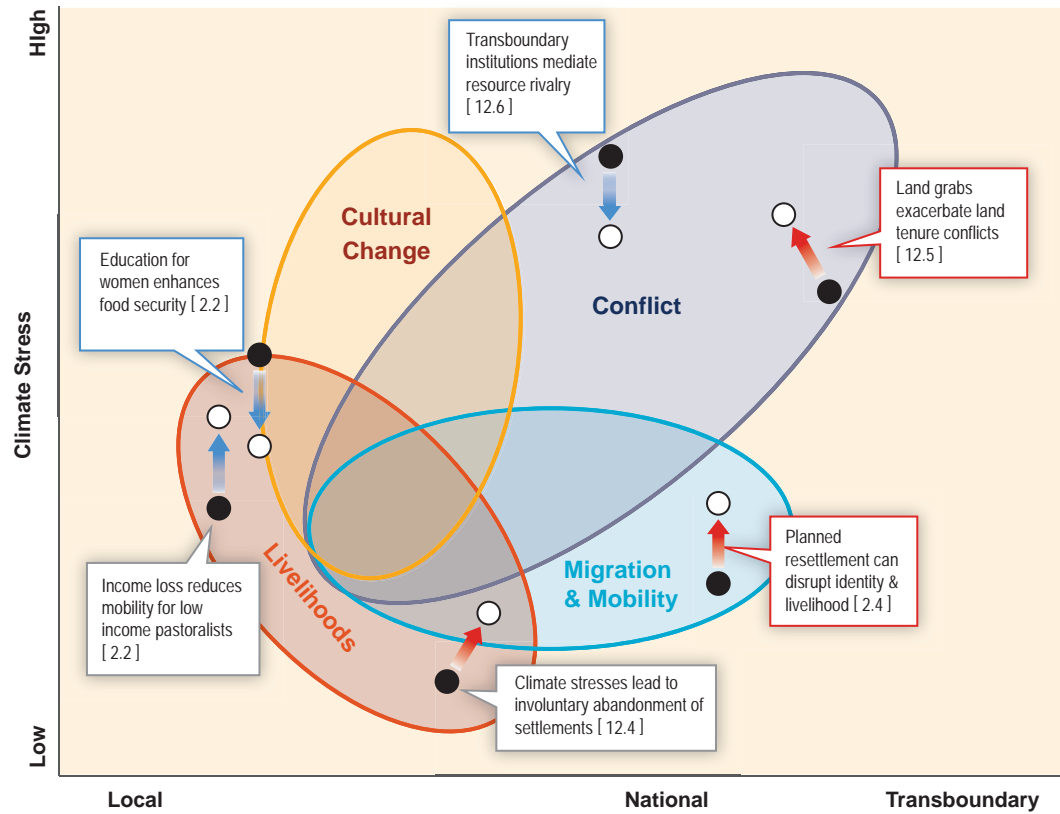 HIgh
Climate Stress
Low
Transboundary
institutions mediate
resource rivalry
[ 12.6 ]
Land grabs
exacerbate land
tenure conflicts
[ 12.5 ]
Cultural
Change
Education for
women enhances
food security [ 2.2 ]
Conflict
Planned
resettlement can
disrupt identity &
livelihood [ 2.4 ]
Migration
& Mobility
Livelihoods
Income loss reduces
mobility for low
income pastoralists
[ 2.2 ]
Climate stresses lead to
involuntary abandonment of
settlements [ 12.4 ]
Local
National
Transboundary